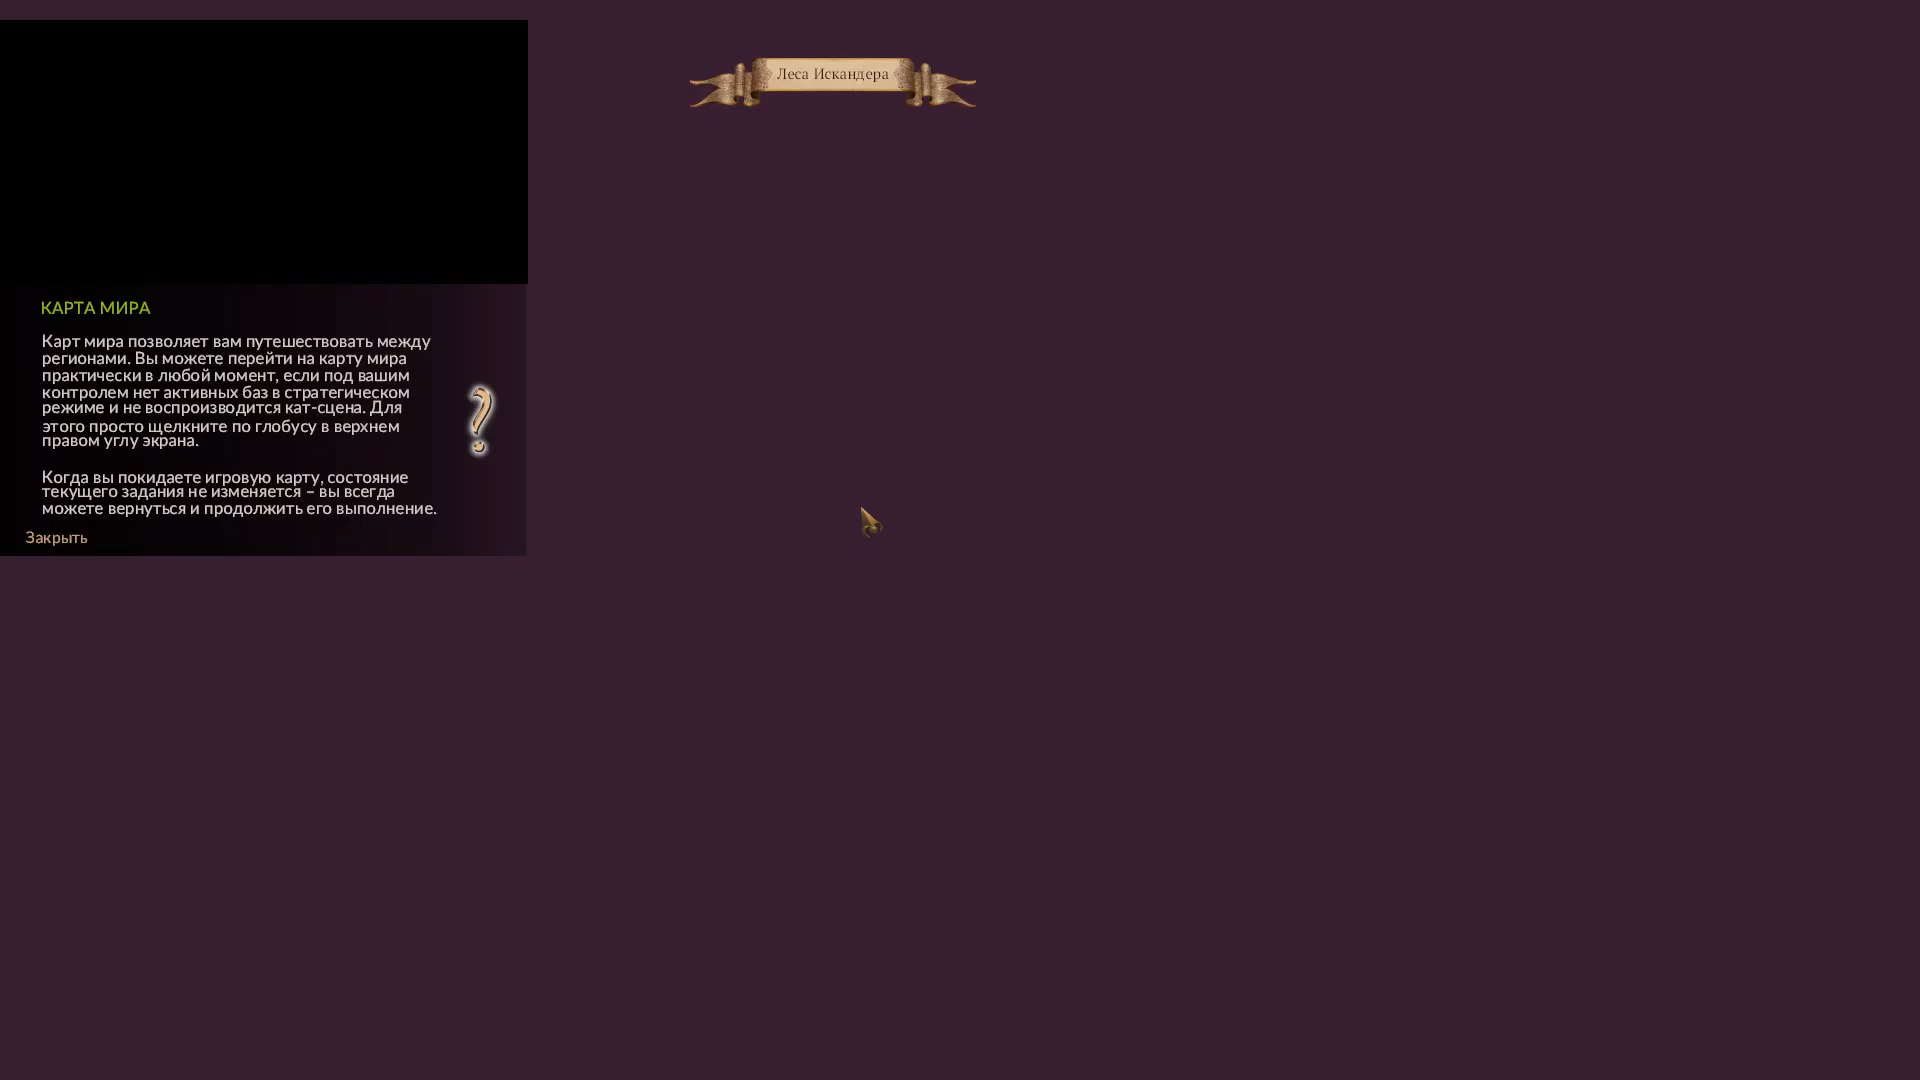 Леса Искандера
КАРТА МИРА
Карт мира позволяет вам путешествовать между
регионами. Вы можете перейти на карту мира
практически в любой момент, если под вашим
контролем нет активных баз в стратегическом
режиме и не воспроизводится кат-сцена. Для
этого просто щелкните по глобусу в верхнем
правом углу экрана.
Когда вы покидаете игровую карту, состояние
текущего задания не изменяется – вы всегда
можете вернуться и продолжить его выполнение.
Закрыть